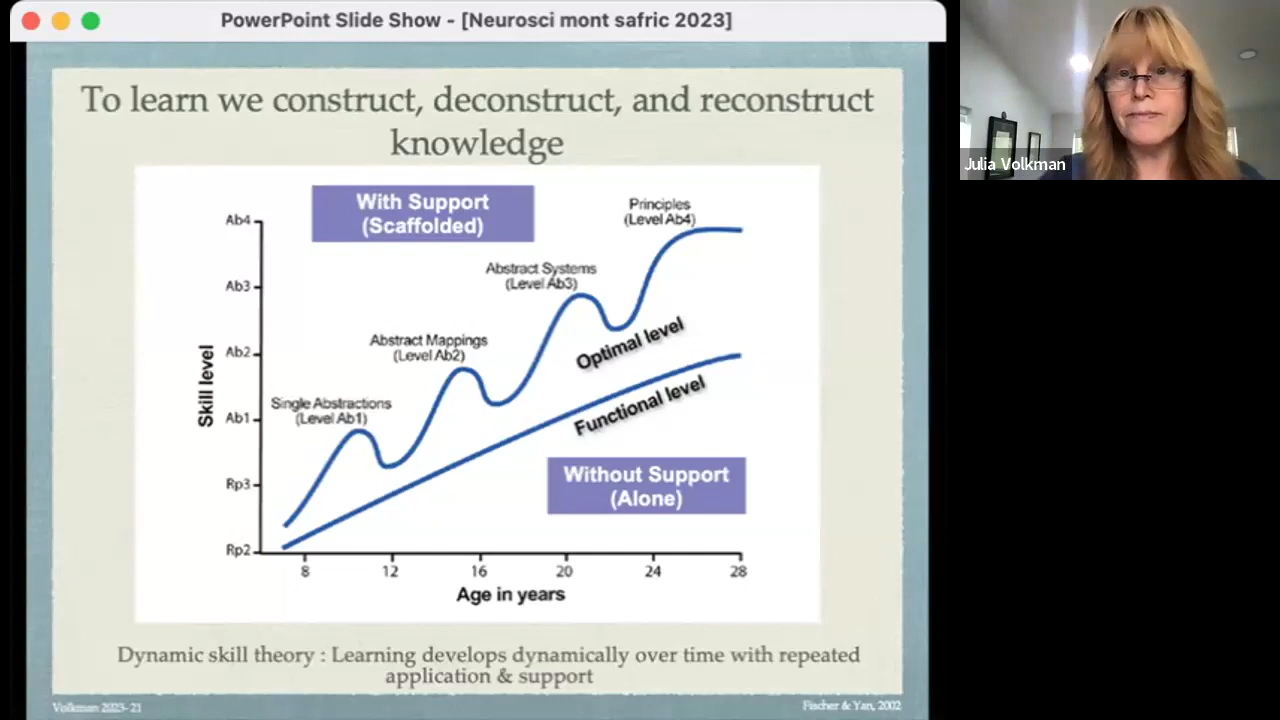 PowerPoint Slide Show - [Neurosci mont safric 2023]
To learn we construct, deconstruct, and reconstruct
knowledge
With Support
(Scaffolded)
Principles
(Level Ab4)
Abstract Systems
(Level Ab3)
Abstract Mappings
(Level Ab2)
Single Abstractions
(Level Ab1)
Optimal level
Functional level
Without Support
(Alone)
Skill level
Ab4
Ab3
Ab2
Ab1
Rp3
Rp2
8 12 16 20 24 28
Age in years
Dynamic skill theory : Learning develops dynamically over time with repeated
application & support
Volkman 2023- 21
Fischer & Yan, 2002
Julia Volkman